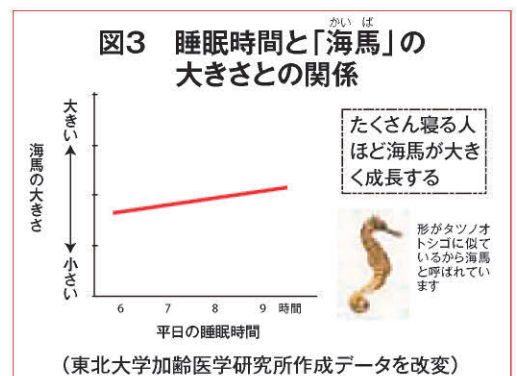 かいば
図3 睡眠時間と「海馬」の
大きさとの関係
大きい
小さい
海馬の大きさ
たくさん寝る人
ほど海馬が大き
く成長する
形がタツノオ
トシゴに似て
いるから海馬
と呼ばれてい
ます
6 7 8 9 時間
平日の睡眠時間
(東北大学加齢医学研究所作成データを改変)